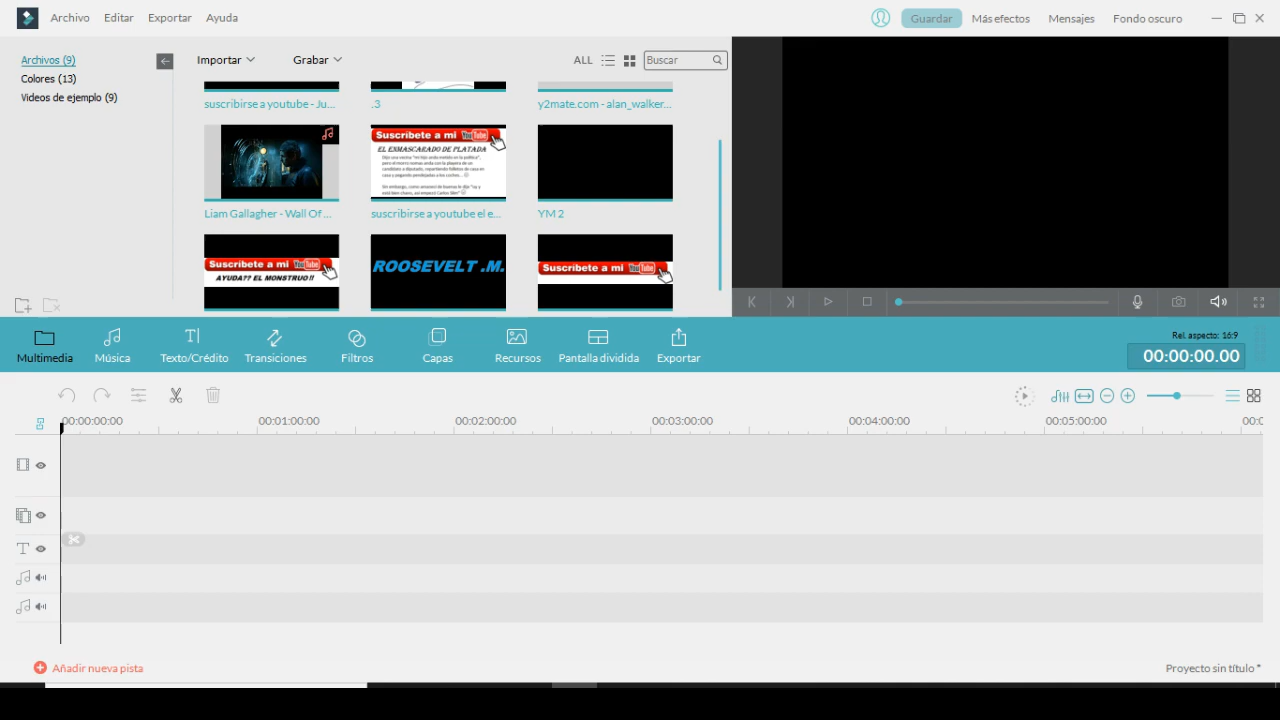 Archivo Editar Exportar Ayuda
Guardar Más efectos Mensajes Fondo oscuro
Archivos (9)
Colores (13)
Videos de ejemplo (9)
Importar Grabar ALL Buscar
suscribirse a youtube - Ju... .3 y2mate.com - alan_walker...
Suscribete a mi YouTube
EL EXMASCARADO DE PLATADA
Liam Gallagher - Wall Of ... suscribirse a youtube el e... YM 2
Suscribete a mi YouTube
AYUDA?? EL MONSTRUO!!
ROOSEVELT .M.
Suscribete a mi YouTube
Multimedia Música Texto/Crédito Transiciones Filtros Capas Recursos Pantalla dividida Exportar
Rel. aspecto: 16:9
00:00:00.00
00:00:00:00 00:01:00:00 00:02:00:00 00:03:00:00 00:04:00:00 00:05:00:00 00:0
Añadir nueva pista
Proyecto sin título *